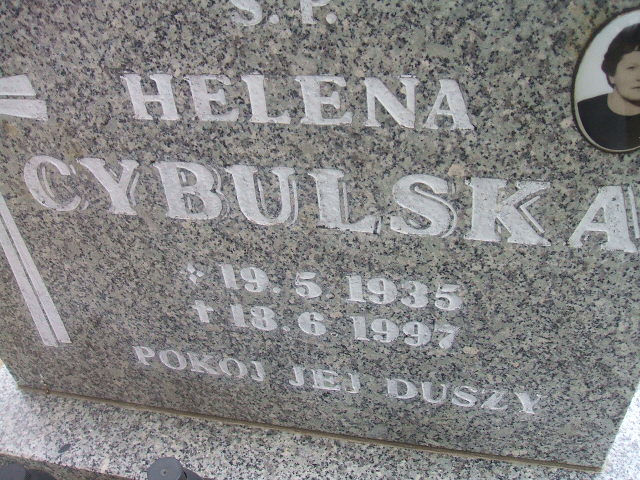 S. P.
HELENA
CYBULSKA
19. 5. 1935
18. 6. 1997
POKOJ JEJ DUSZY